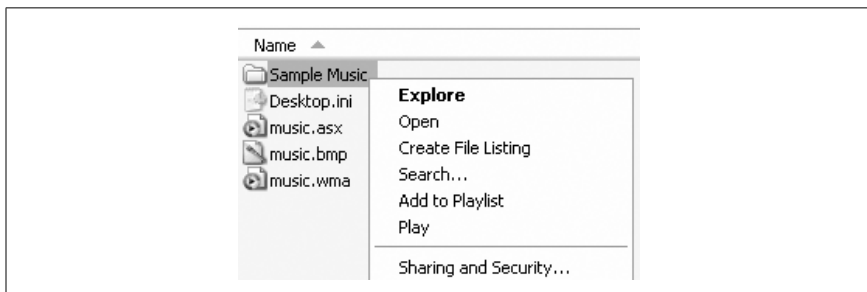 Name
Sample Music
Desktop.ini
music.asx
music.bmp
music.wma
Explore
Open
Create File Listing
Search...
Add to Playlist
Play
Sharing and Security...